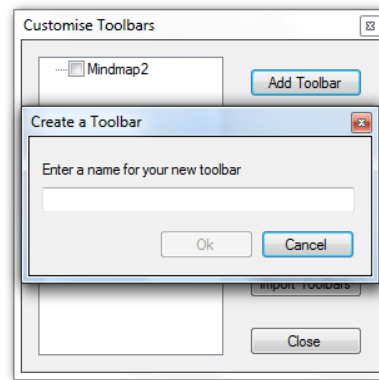 Customise Toolbars
Mindmap2
Add Toolbar
Create a Toolbar
Enter a name for your new toolbar
Ok
Cancel
Import Toolbars
Close